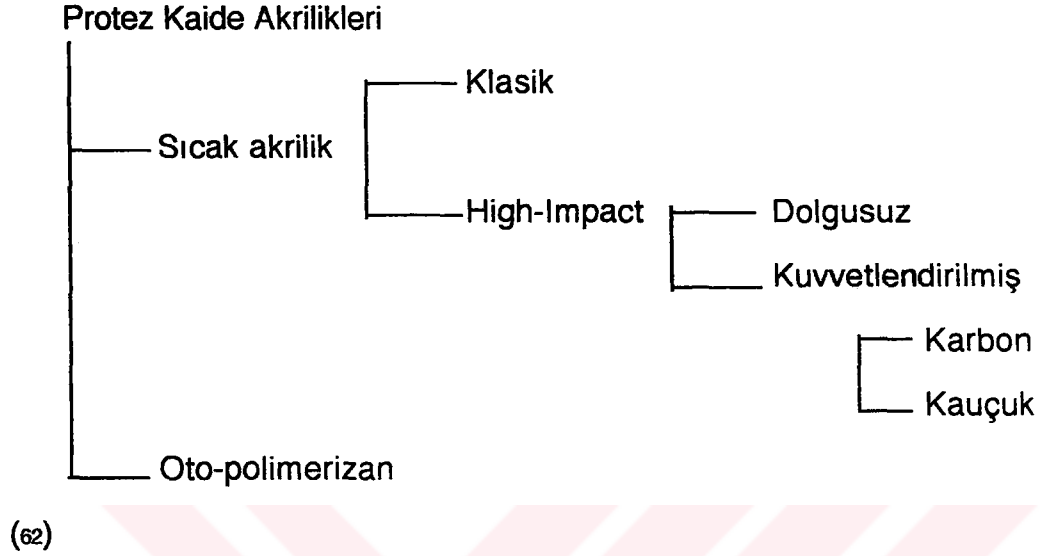 Protez Kaide Akrilikleri
Klasik
Sıcak akrilik
High-Impact
Dolgusuz
Kuvvetlendirilmiş
Karbon
Kauçuk
Oto-polimerizan
(62)